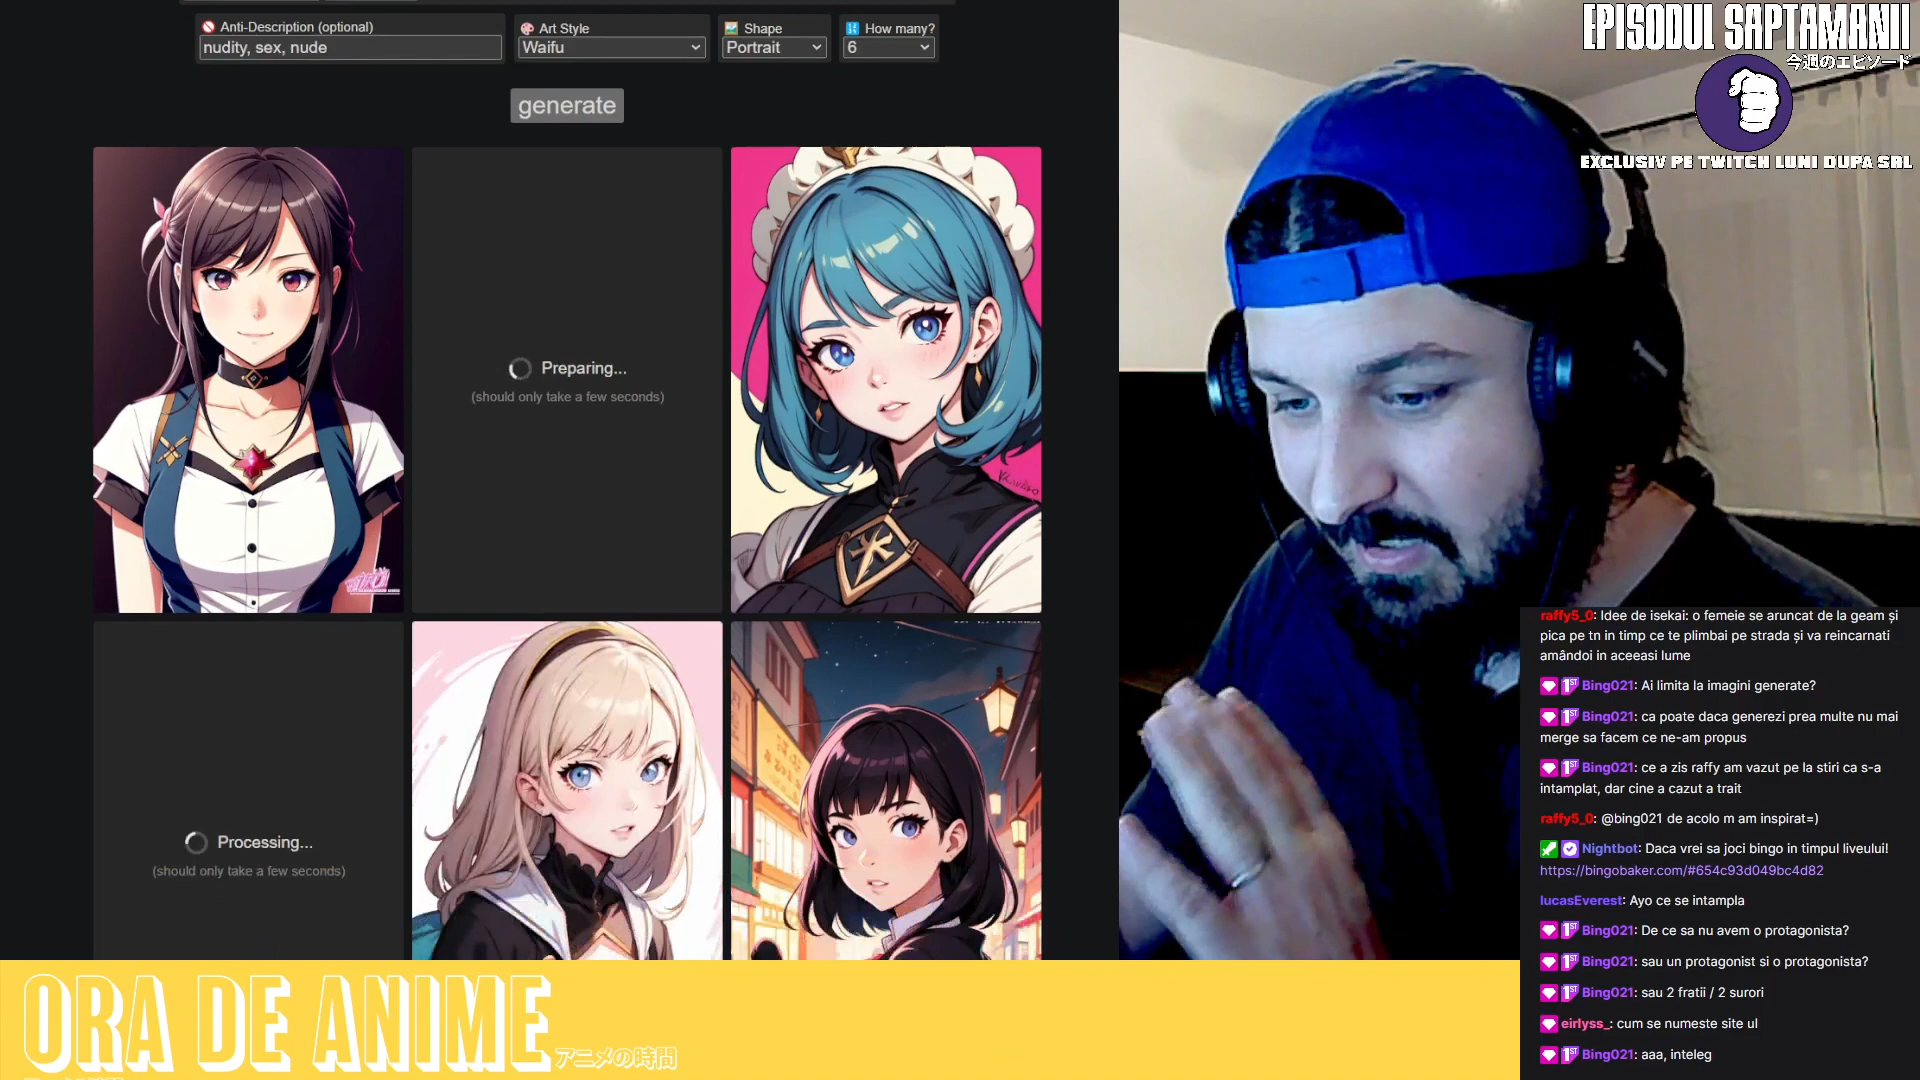 Anti-Description (optional)
nudity, sex, nude
Art Style
Waifu
Shape
Portrait
How many?
6
generate
Preparing...
(should only take a few seconds)
Processing...
(should only take a few seconds)
EPISODUL SAPTAMANII
今週のエピソード
EXCLUSIV PE TWITCH LUNI DUPA SRL
raffy5_0: Idee de isekai: o femeie se aruncat de la geam și
pica pe tn in timp ce te plimbai pe strada și va reincarnati
amândoi in aceeasi lume
1ST Bing021: Ai limita la imagini generate?
1ST Bing021: ca poate daca generezi prea multe nu mai
merge sa facem ce ne-am propus
1ST Bing021: ce a zis raffy am vazut pe la stiri ca s-a
intamplat, dar cine a cazut a trait
raffy5_0: @bing021 de acolo m am inspirat=)
Nightbot: Daca vrei sa joci bingo in timpul liveului!
https://bingobaker.com/#654c93d049bc4d82
lucasEverest: Ayo ce se intampla
1ST Bing021: De ce sa nu avem o protagonista?
1ST Bing021: sau un protagonist si o protagonista?
1ST Bing021: sau 2 fratii / 2 surori
eirlyss_: cum se numeste site ul
1ST Bing021: aaa, inteleg
ORA DE ANIME
アニメの時間